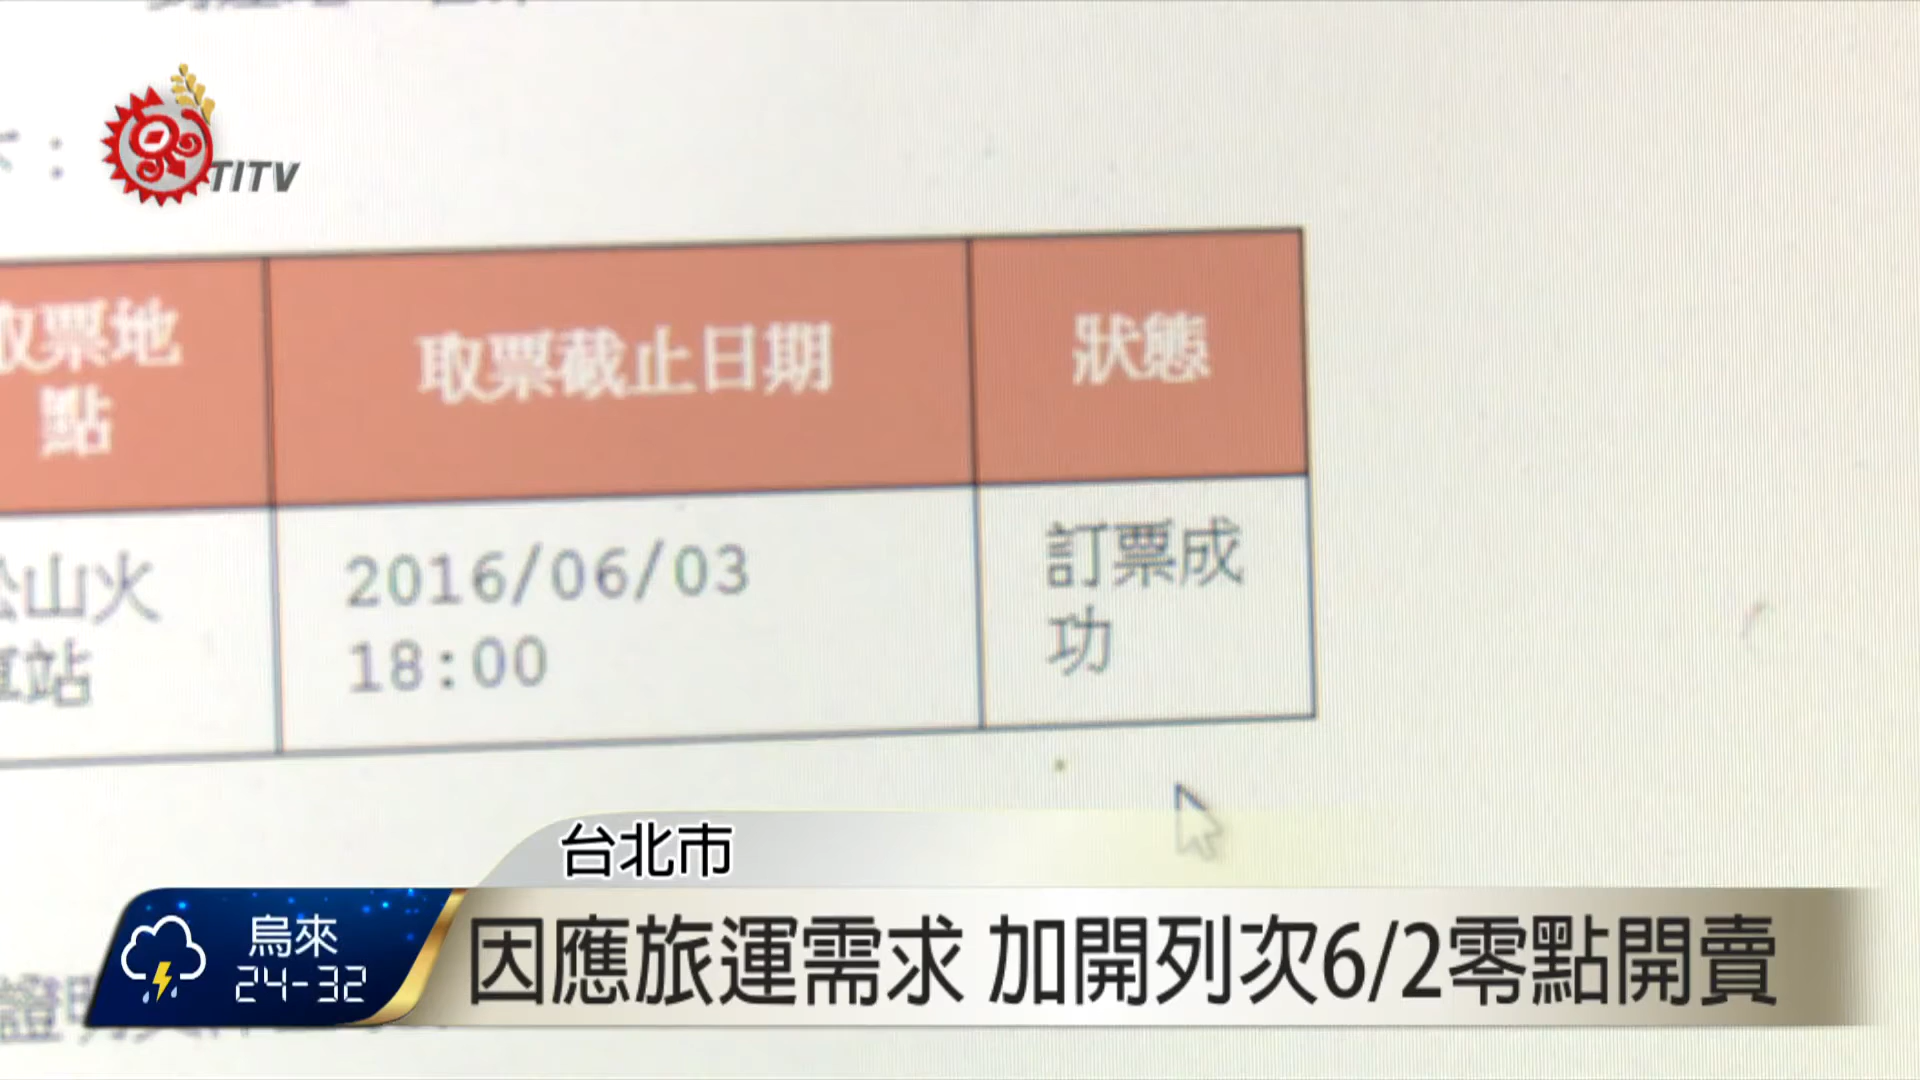 TITV
取票地
點
取票截止日期
狀態
松山火
車站
2016/06/03
18:00
訂票成
功
台北市
烏來
24-32
因應旅運需求 加開列次6/2零點開賣